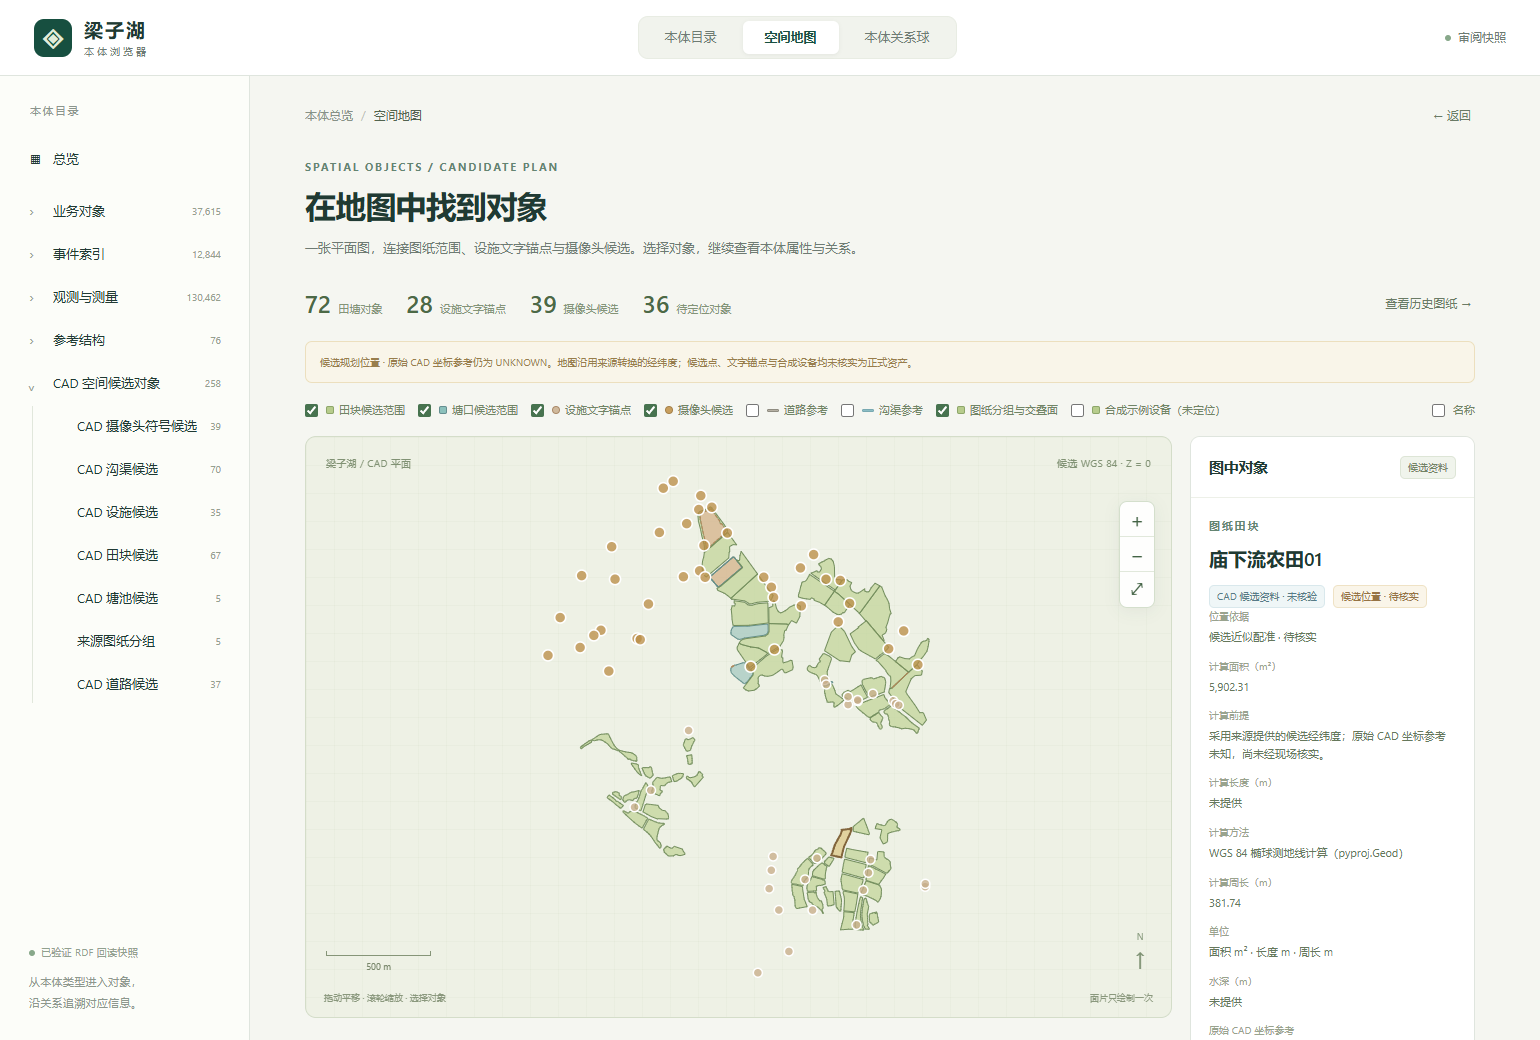 梁子湖
本体浏览器
本体目录
空间地图
本体关系球
审阅快照
本体目录
总览
业务对象 37,615
事件索引 12,844
观测与测量 130,462
参考结构 76
CAD 空间候选对象 258
CAD 摄像头符号候选 39
CAD 沟渠候选 70
CAD 设施候选 35
CAD 田块候选 67
CAD 塘池候选 5
来源图纸分组 5
CAD 道路候选 37
已验证 RDF 回读快照
从本体类型进入对象，
沿关系追溯对应信息。
本体总览 / 空间地图
← 返回
SPATIAL OBJECTS / CANDIDATE PLAN
在地图中找到对象
一张平面图，连接图纸范围、设施文字锚点与摄像头候选。选择对象，继续查看本体属性与关系。
72 田塘对象 28 设施文字锚点 39 摄像头候选 36 待定位对象
查看历史图纸 →
候选规划位置 · 原始 CAD 坐标参考仍为 UNKNOWN。地图沿用来源转换的经纬度；候选点、文字锚点与合成设备均未核实为正式资产。
田块候选范围 塘口候选范围 设施文字锚点 摄像头候选 道路参考 沟渠参考 图纸分组与交叠面 合成示例设备（未定位） 名称
梁子湖 / CAD 平面
候选 WGS 84 · Z = 0
+
−
⤢
500 m
N
↑
拖动平移 · 滚轮缩放 · 选择对象
面片只绘制一次
图中对象
候选资料
图纸田块
庙下流农田01
CAD 候选资料 · 未核验
候选位置 · 待核实
位置依据
候选近似配准 · 待核实
计算面积（m²）
5,902.31
计算前提
采用来源提供的候选经纬度；原始 CAD 坐标参考
未知，尚未经现场核实。
计算长度（m）
未提供
计算方法
WGS 84 椭球测地线计算（pyproj.Geod）
计算周长（m）
381.74
单位
面积 m² · 长度 m · 周长 m
水深（m）
未提供
原始 CAD 坐标参考